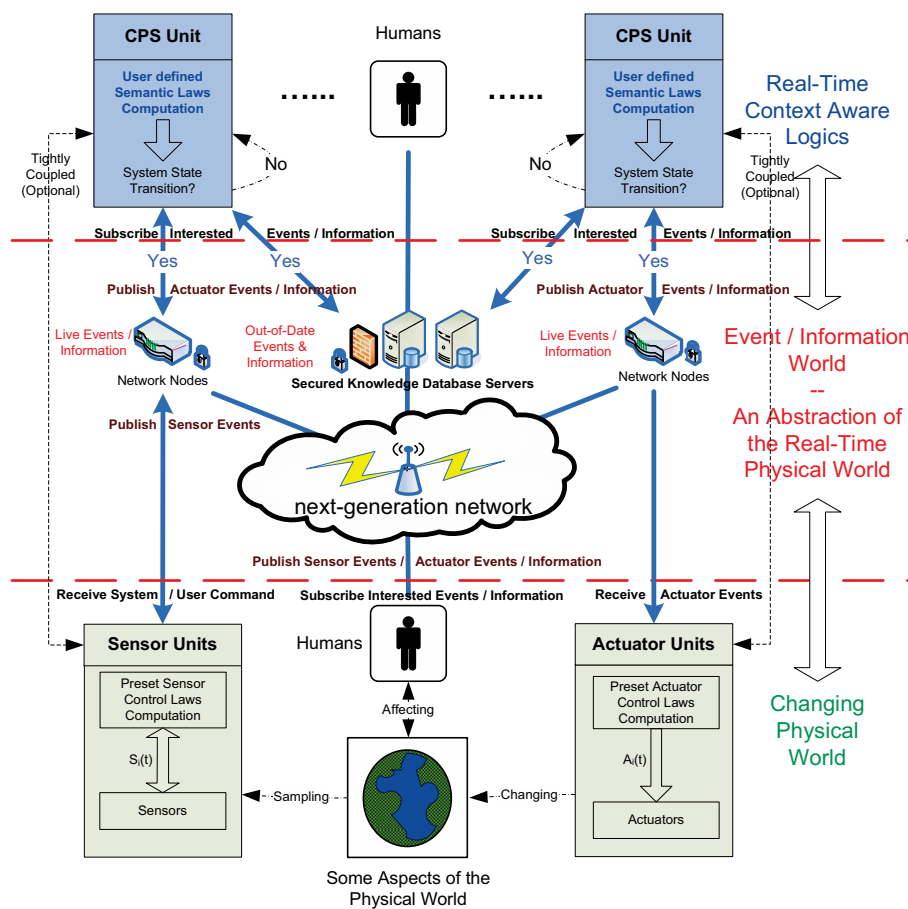 CPS Unit
Humans
CPS Unit
User defined
Semantic Laws
Computation
......
......
User defined
Semantic Laws
Computation
Real-Time
Context Aware
Logics
Tightly
Coupled
(Optional)
No
No
Tightly
Coupled
(Optional)
System State
Transition?
System State
Transition?
Subscribe Interested Events / Information
Subscribe Interested Events / Information
Yes
Yes
Yes
Yes
Publish Actuator Events / Information
Publish Actuator Events / Information
Live Events /
Information
Out-of-Date
Events &
Information
Live Events /
Information
Event / Information
World
--
An Abstraction of
the Real-Time
Physical World
Network Nodes
Secured Knowledge Database Servers
Network Nodes
Publish Sensor Events
next-generation network
Publish Sensor Events / Actuator Events / Information
Receive System / User Command
Subscribe Interested Events / Information
Receive Actuator Events
Sensor Units
Humans
Actuator Units
Preset Sensor
Control Laws
Computation
Preset Actuator
Control Laws
Computation
Affecting
Changing
Physical
World
Si(t)
Ai(t)
Sampling
Changing
Sensors
Actuators
Some Aspects of the
Physical World